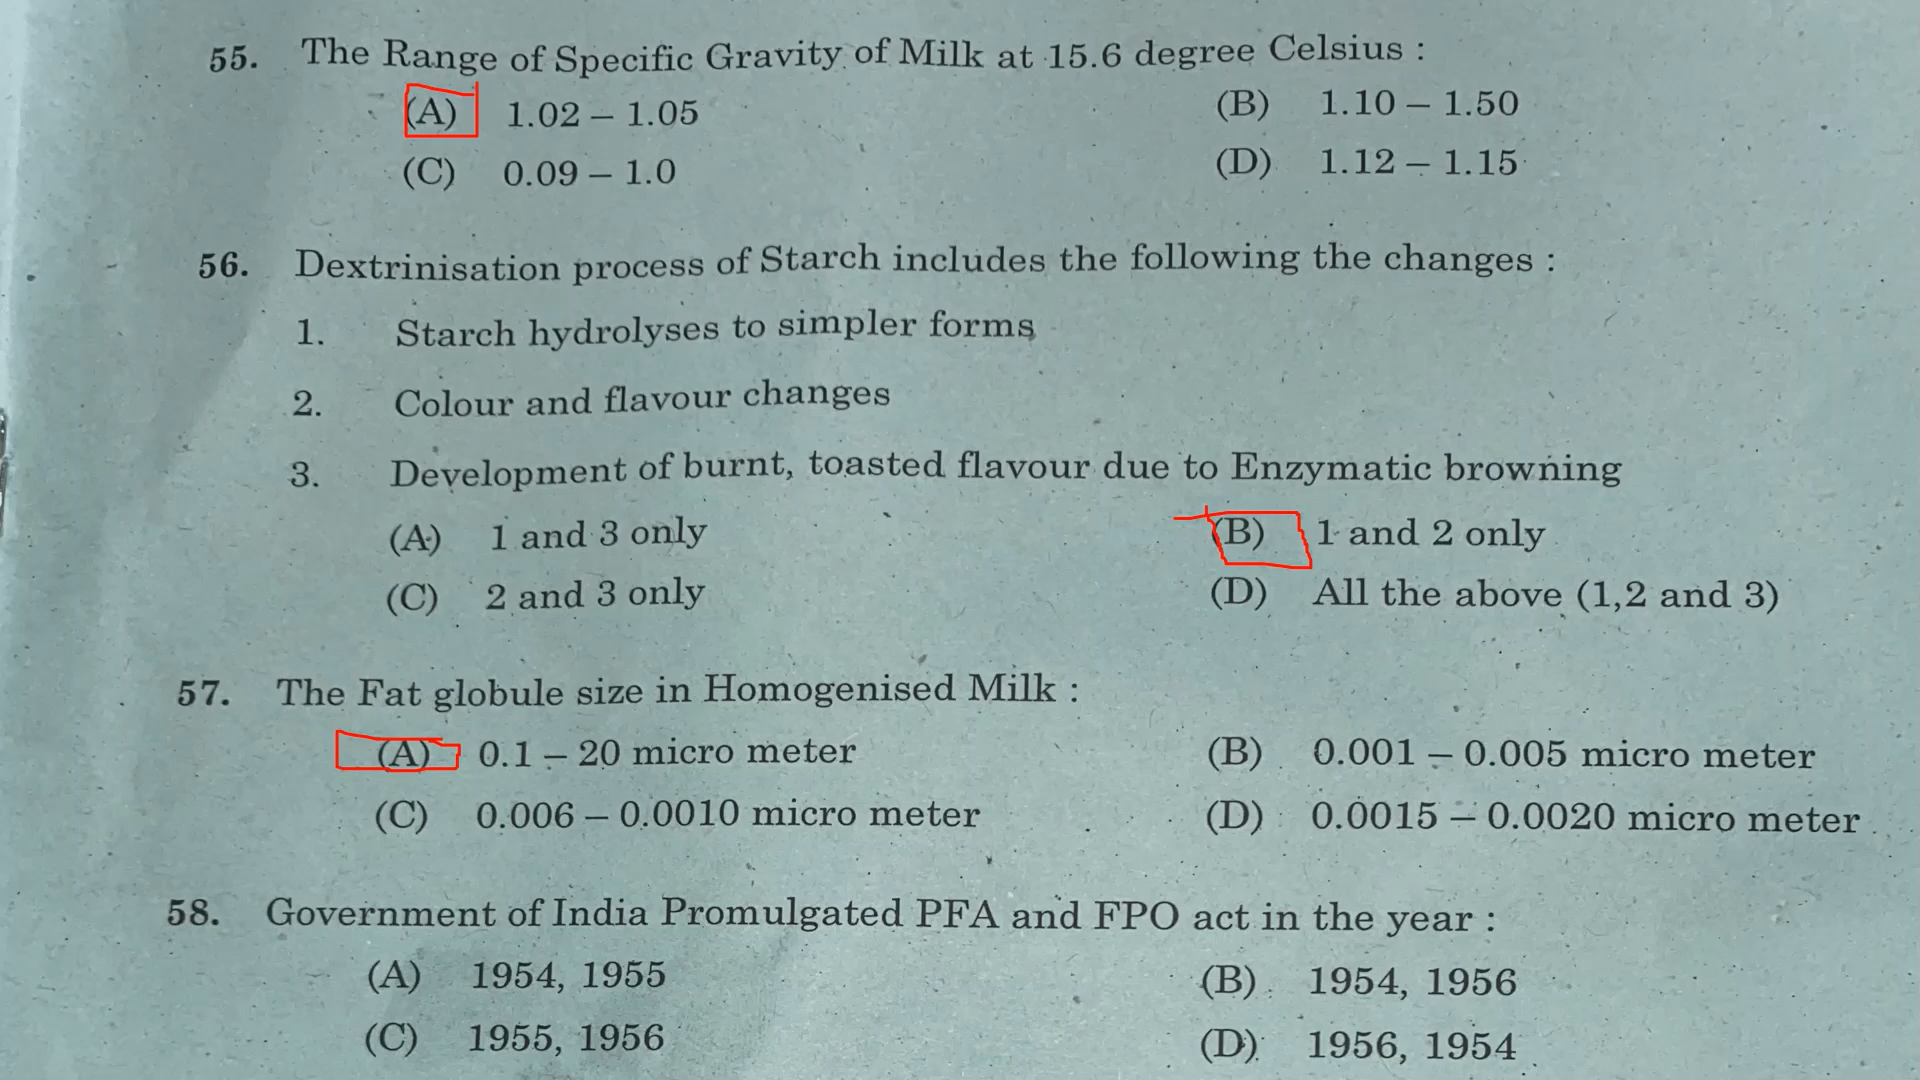 55. The Range of Specific Gravity of Milk at 15.6 degree Celsius :
(A) 1.02 – 1.05 (B) 1.10 – 1.50
(C) 0.09 – 1.0 (D) 1.12 – 1.15
56. Dextrinisation process of Starch includes the following the changes :
1. Starch hydrolyses to simpler forms
2. Colour and flavour changes
3. Development of burnt, toasted flavour due to Enzymatic browning
(A) 1 and 3 only (B) 1 and 2 only
(C) 2 and 3 only (D) All the above (1,2 and 3)
57. The Fat globule size in Homogenised Milk :
(A) 0.1 – 20 micro meter (B) 0.001 – 0.005 micro meter
(C) 0.006 – 0.0010 micro meter (D) 0.0015 – 0.0020 micro meter
58. Government of India Promulgated PFA and FPO act in the year :
(A) 1954, 1955 (B) 1954, 1956
(C) 1955, 1956 (D) 1956, 1954